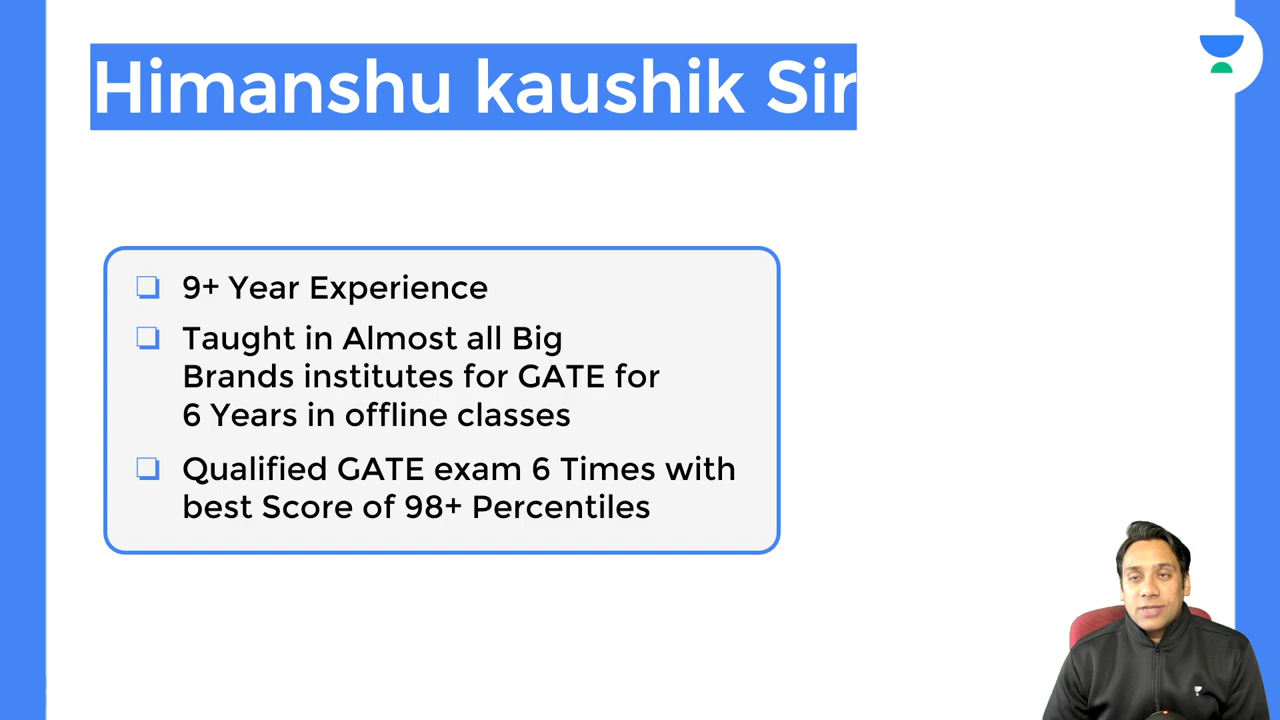 Himanshu kaushik Sir
9+ Year Experience
Taught in Almost all Big
Brands institutes for GATE for
6 Years in offline classes
Qualified GATE exam 6 Times with
best Score of 98+ Percentiles